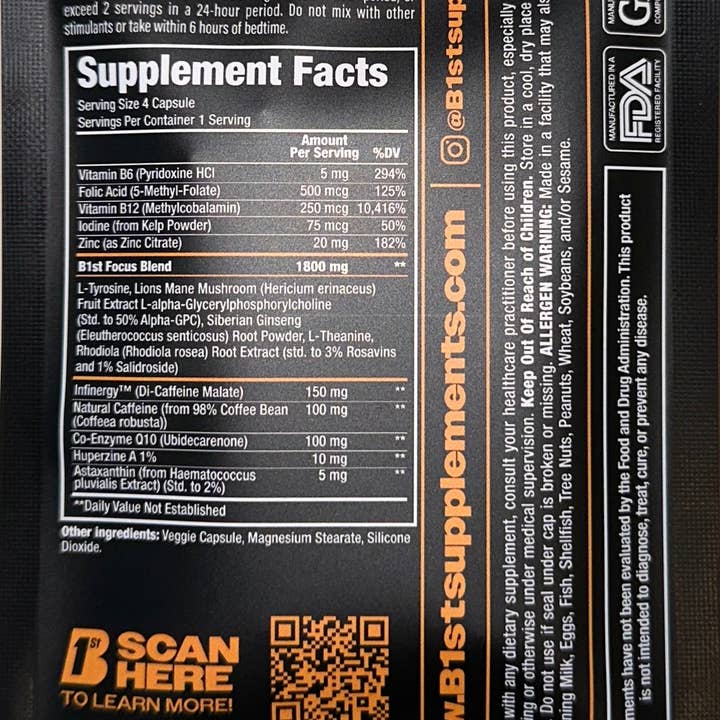 exceed 2 servings in a 24-hour period. Do not mix with other
stimulants or take within 6 hours of bedtime.
Supplement Facts
Serving Size 4 Capsule
Servings Per Container 1 Serving
Amount
Per Serving %DV
Vitamin B6 (Pyridoxine HCl 5 mg 294%
Folic Acid (5-Methyl-Folate) 500 mcg 125%
Vitamin B12 (Methylcobalamin) 250 mcg 10,416%
Iodine (from Kelp Powder) 75 mcg 50%
Zinc (as Zinc Citrate) 20 mg 182%
B1st Focus Blend 1800 mg **
L-Tyrosine, Lions Mane Mushroom (Hericium erinaceus)
Fruit Extract L-alpha-Glycerylphosphorylcholine
(Std. to 50% Alpha-GPC), Siberian Ginseng
(Eleutherococcus senticosus) Root Powder, L-Theanine,
Rhodiola (Rhodiola rosea) Root Extract (std. to 3% Rosavins
and 1% Salidroside)
Infinergy™ (Di-Caffeine Malate) 150 mg **
Natural Caffeine (from 98% Coffee Bean 100 mg **
(Coffea robusta))
Co-Enzyme Q10 (Ubidecarenone) 100 mg **
Huperzine A 1% 10 mg **
Astaxanthin (from Haematococcus 5 mg **
pluvialis Extract) (Std. to 2%)
**Daily Value Not Established
Other Ingredients: Veggie Capsule, Magnesium Stearate, Silicone
Dioxide.
B1ST
SCAN
HERE
TO LEARN MORE!
w.B1stsupplements.com | @B1stsup
with any dietary supplement, consult your healthcare practitioner before using this product, especially
ing or otherwise under medical supervision. Keep Out Of Reach of Children. Store in a cool, dry place
Do not use if seal under cap is broken or missing. ALLERGEN WARNING: Made in a facility that may als
ing Milk, Eggs, Fish, Shellfish, Tree Nuts, Peanuts, Wheat, Soybeans, and/or Sesame.
MANUFACTURED IN A
FDA
REGISTERED FACILITY
MANU
G
COMPL
ments have not been evaluated by the Food and Drug Administration. This product
is not intended to diagnose, treat, cure, or prevent any disease.